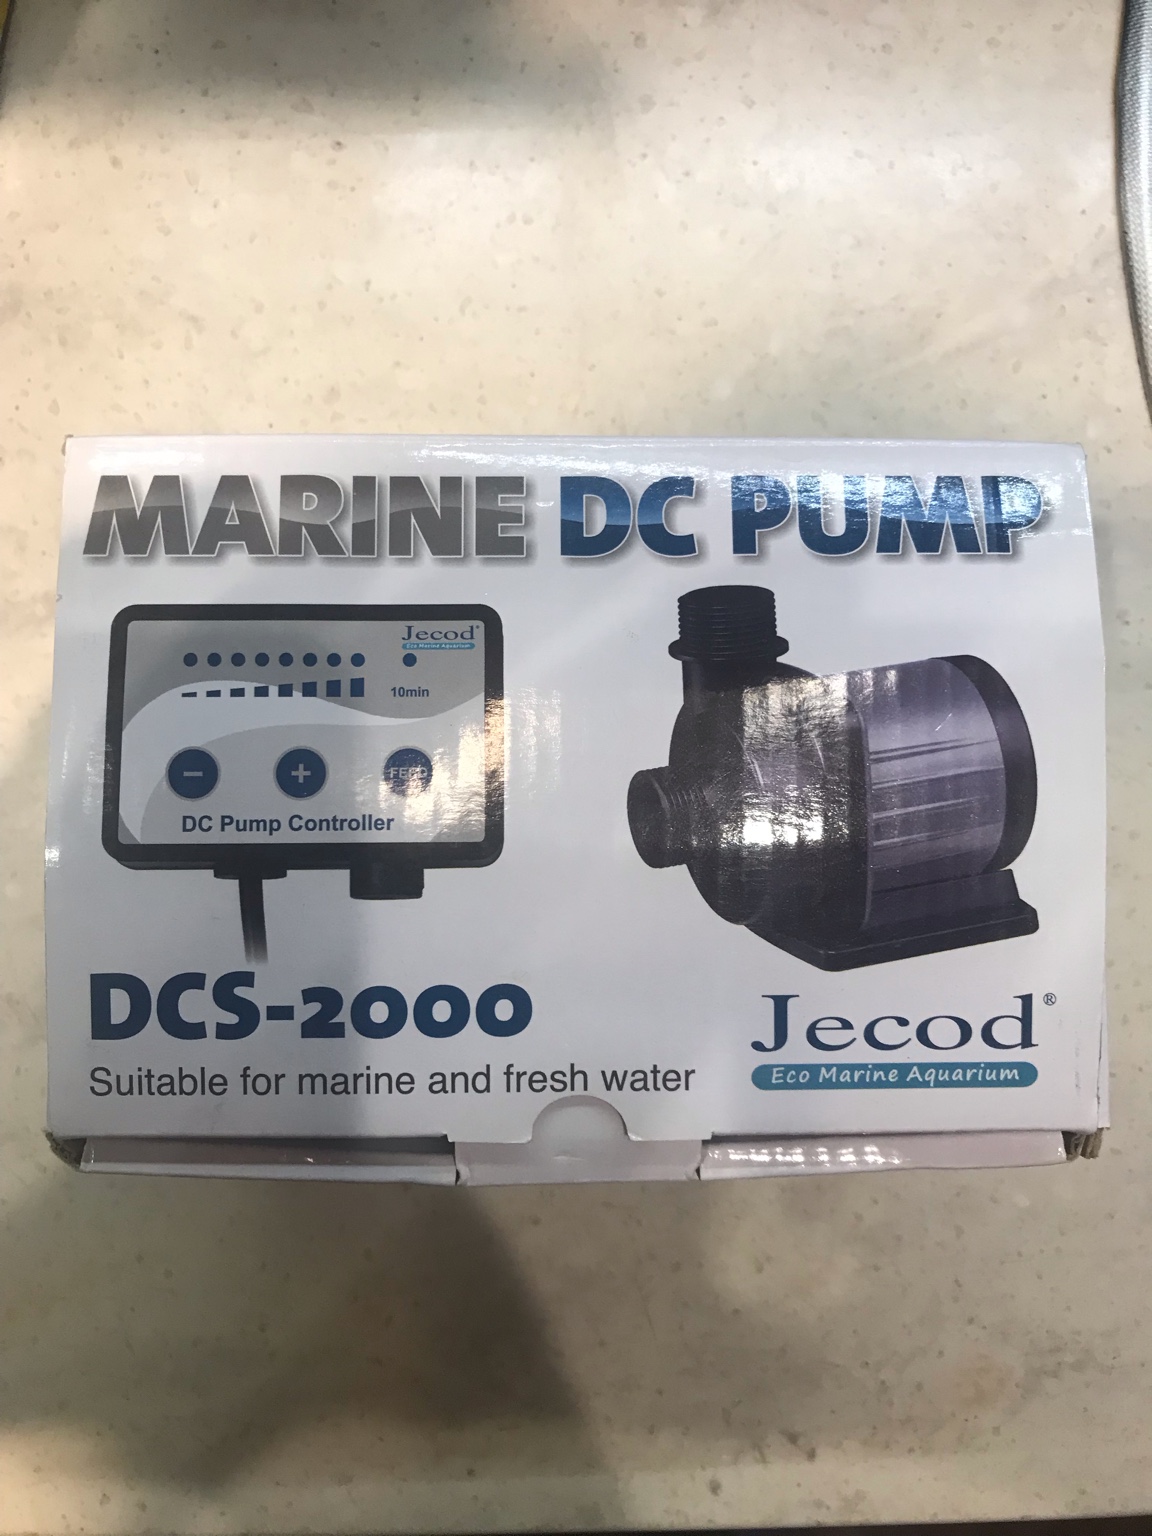 MARINE DC PUMP
Jecod®
Eco Marine Aquarium
10min
− + FEED
DC Pump Controller
DCS-2000
Suitable for marine and fresh water
Jecod®
Eco Marine Aquarium